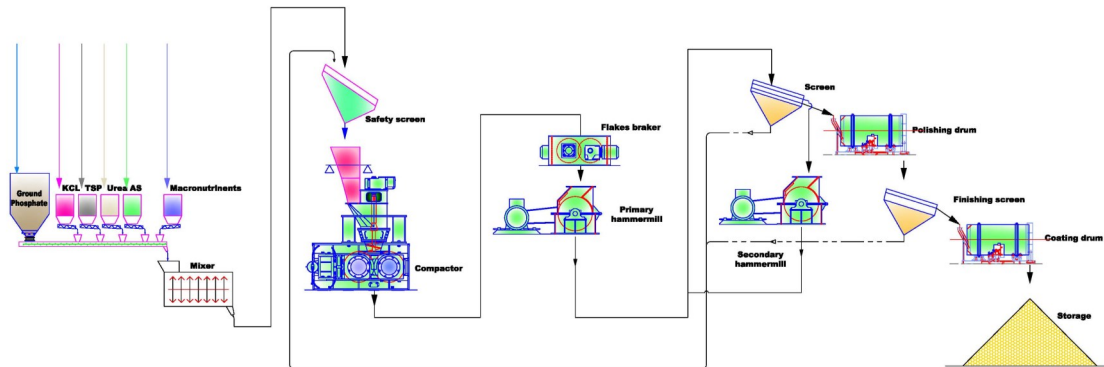 Ground
Phosphate
KCL TSP Urea AS
Macronutrinents
Mixer
Safety screen
Compactor
Flakes braker
Primary
hammermill
Screen
Polishing drum
Secondary
hammermill
Finishing screen
Coating drum
Storage